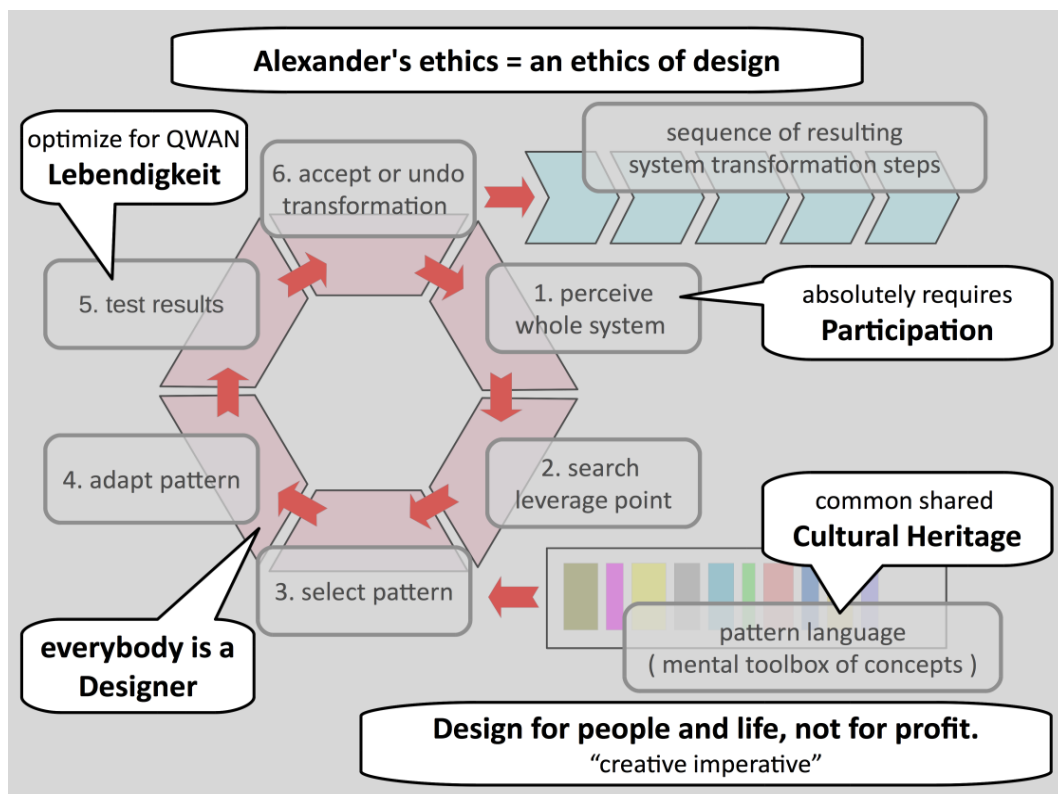 Alexander's ethics = an ethics of design
optimize for QWAN
Lebendigkeit
6. accept or undo
transformation
sequence of resulting
system transformation steps
5. test results
1. perceive
whole system
absolutely requires
Participation
4. adapt pattern
2. search
leverage point
common shared
Cultural Heritage
3. select pattern
everybody is a
Designer
pattern language
( mental toolbox of concepts )
Design for people and life, not for profit.
“creative imperative”